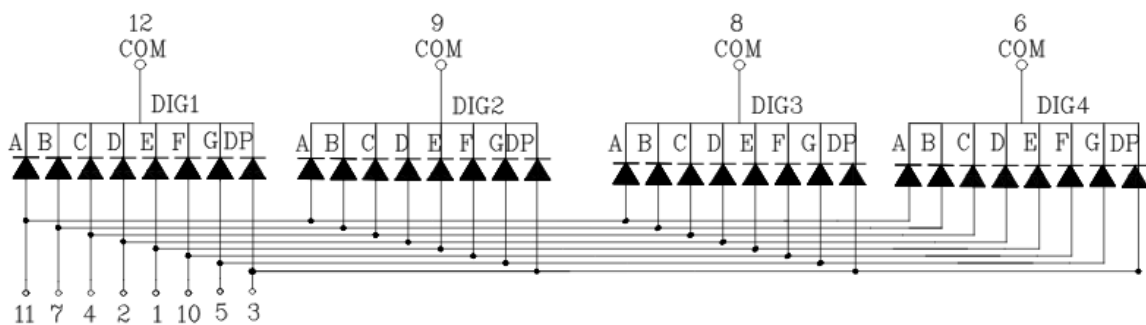 12 9 8 6
COM COM COM COM
DIG1 DIG2 DIG3 DIG4
A B C D E F G DP A B C D E F G DP A B C D E F G DP A B C D E F G DP
11 7 4 2 1 10 5 3